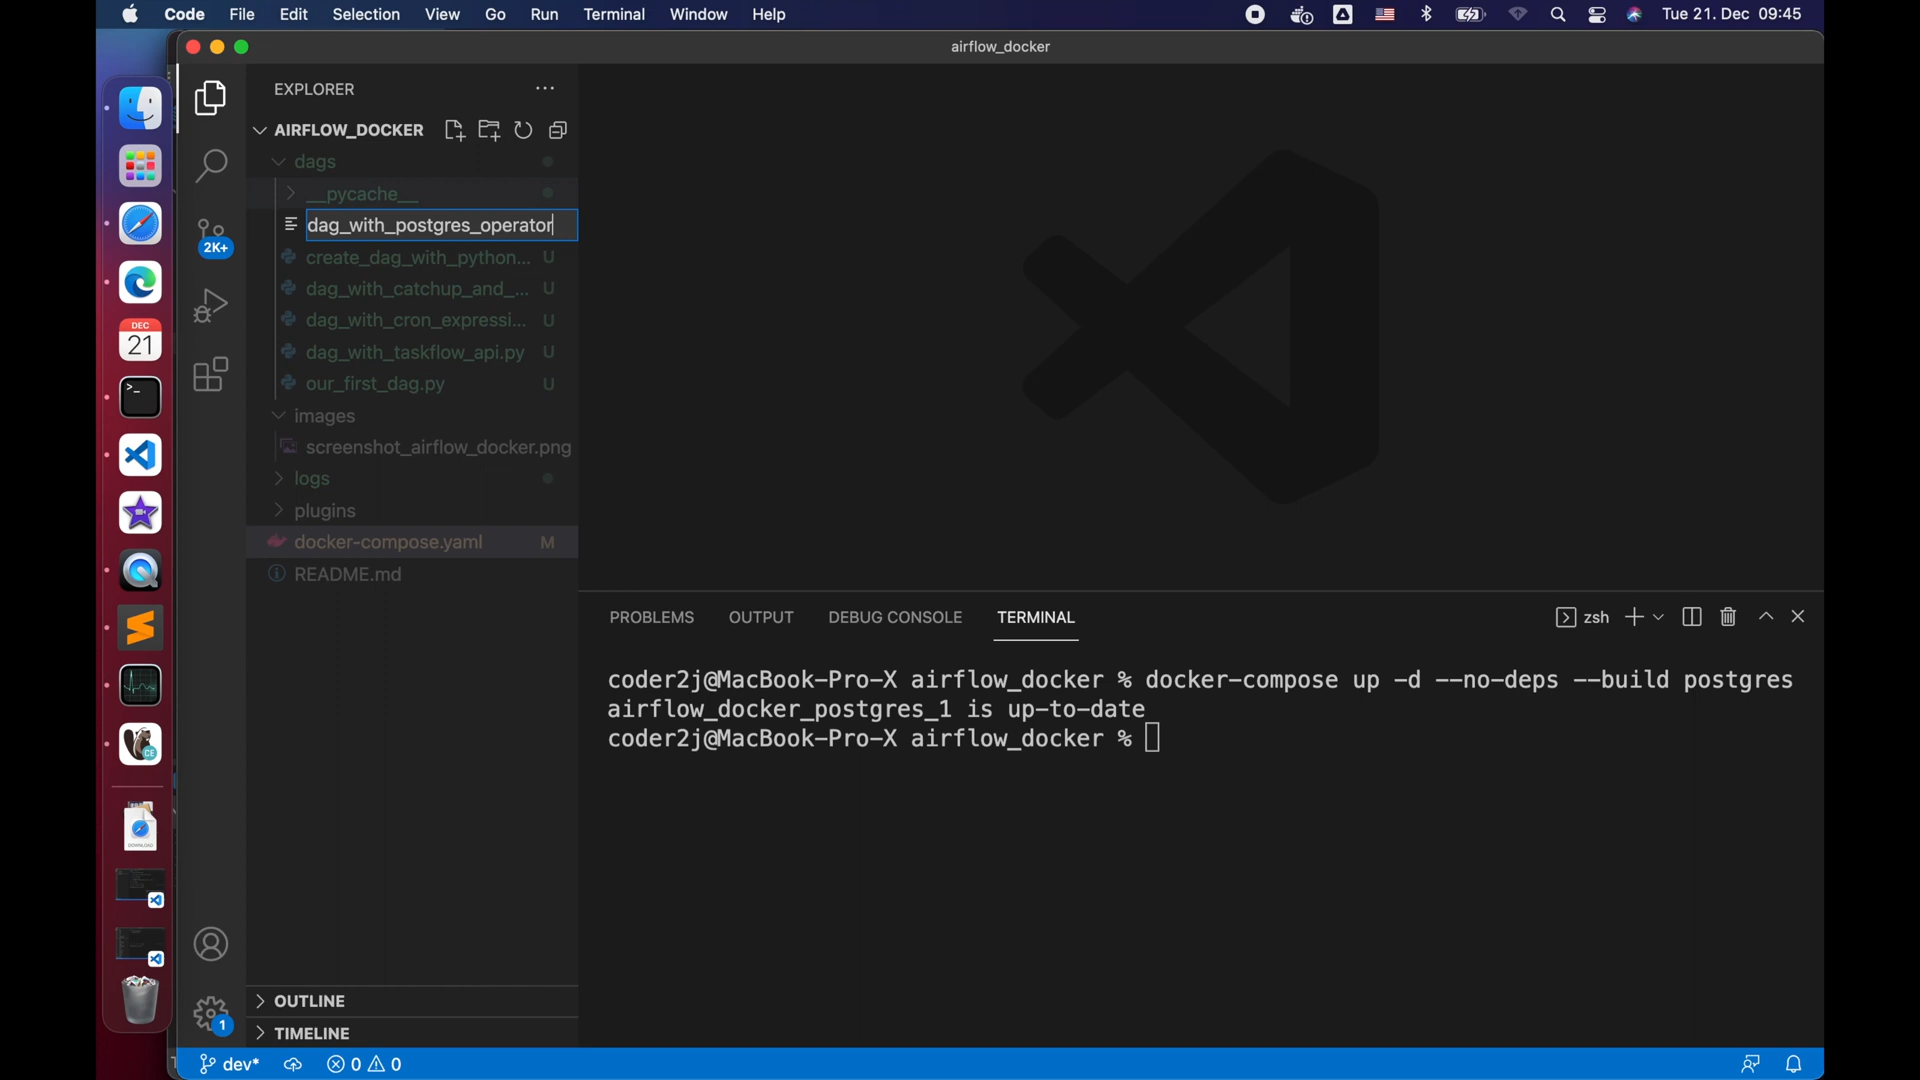 Code File Edit Selection View Go Run Terminal Window Help
Tue 21. Dec 09:45
airflow_docker
EXPLORER
AIRFLOW_DOCKER
dags
__pycache__
dag_with_postgres_operator
create_dag_with_python... U
dag_with_catchup_and_... U
dag_with_cron_expressi... U
dag_with_taskflow_api.py U
our_first_dag.py U
images
screenshot_airflow_docker.png
logs
plugins
docker-compose.yaml M
README.md
OUTLINE
TIMELINE
2K+
1
DEC
21
CE
DOWNLOAD
PROBLEMS OUTPUT DEBUG CONSOLE TERMINAL
zsh
coder2j@MacBook-Pro-X airflow_docker % docker-compose up -d --no-deps --build postgres
airflow_docker_postgres_1 is up-to-date
coder2j@MacBook-Pro-X airflow_docker %
dev* 0 0